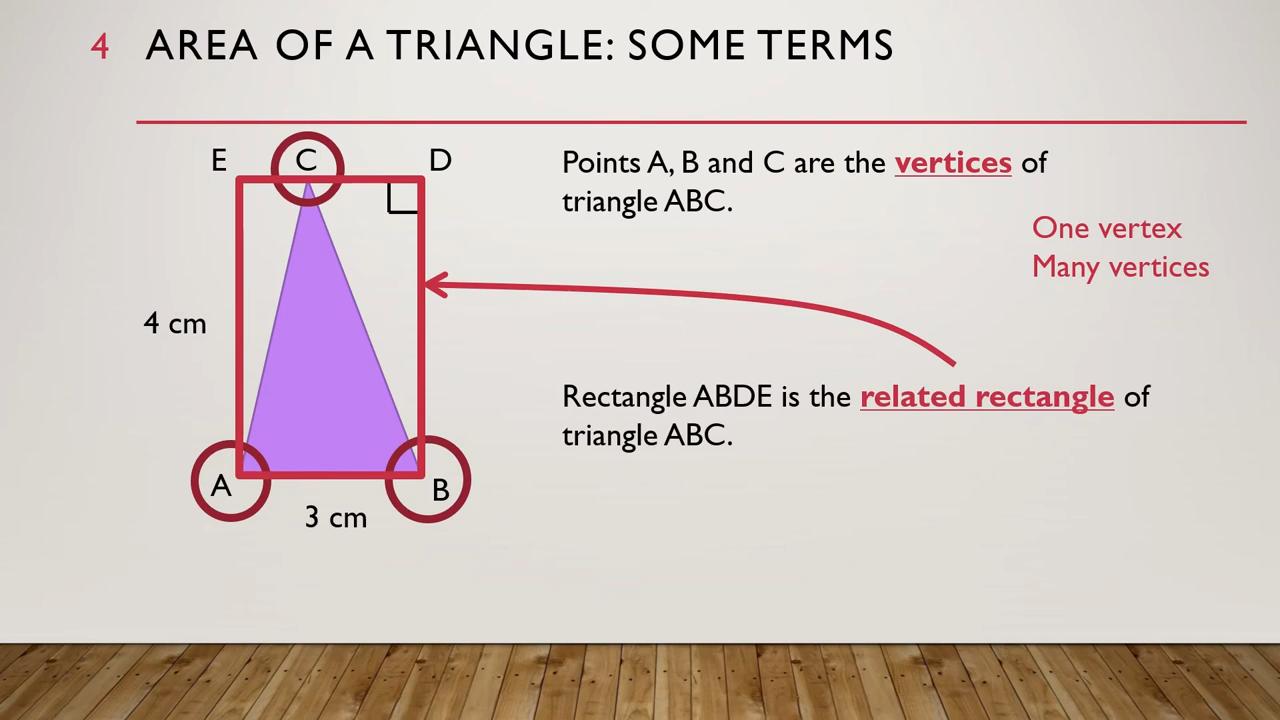 4 AREA OF A TRIANGLE: SOME TERMS
E C D
Points A, B and C are the vertices of
triangle ABC.
One vertex
Many vertices
4 cm
Rectangle ABDE is the related rectangle of
triangle ABC.
A B
3 cm